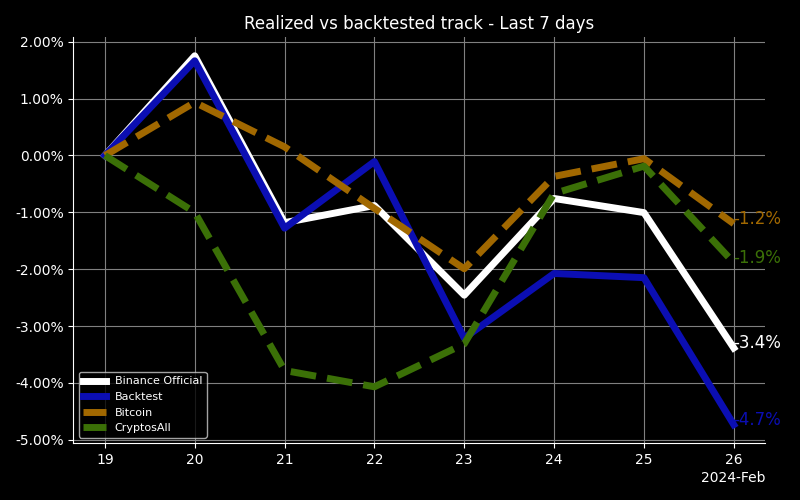 Realized vs backtested track - Last 7 days
2.00%
1.00%
0.00%
-1.00%
-2.00%
-3.00%
-4.00%
-5.00%
-1.2%
-1.9%
-3.4%
-4.7%
Binance Official
Backtest
Bitcoin
CryptosAll
19 20 21 22 23 24 25 26
2024-Feb